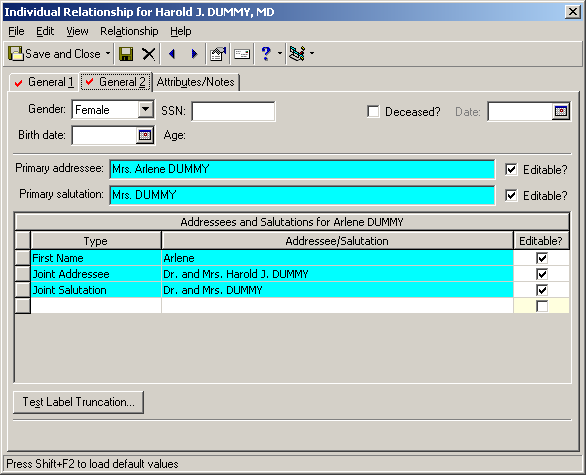 Individual Relationship for Harold J. DUMMY, MD
File Edit View Relationship Help
Save and Close
General 1 General 2 Attributes/Notes
Gender: Female SSN: Deceased? Date:
Birth date: Age:
Primary addressee: Mrs. Arlene DUMMY Editable?
Primary salutation: Mrs. DUMMY Editable?
Addressees and Salutations for Arlene DUMMY
Type Addressee/Salutation Editable?
First Name Arlene
Joint Addressee Dr. and Mrs. Harold J. DUMMY
Joint Salutation Dr. and Mrs. DUMMY
Test Label Truncation...
Press Shift+F2 to load default values